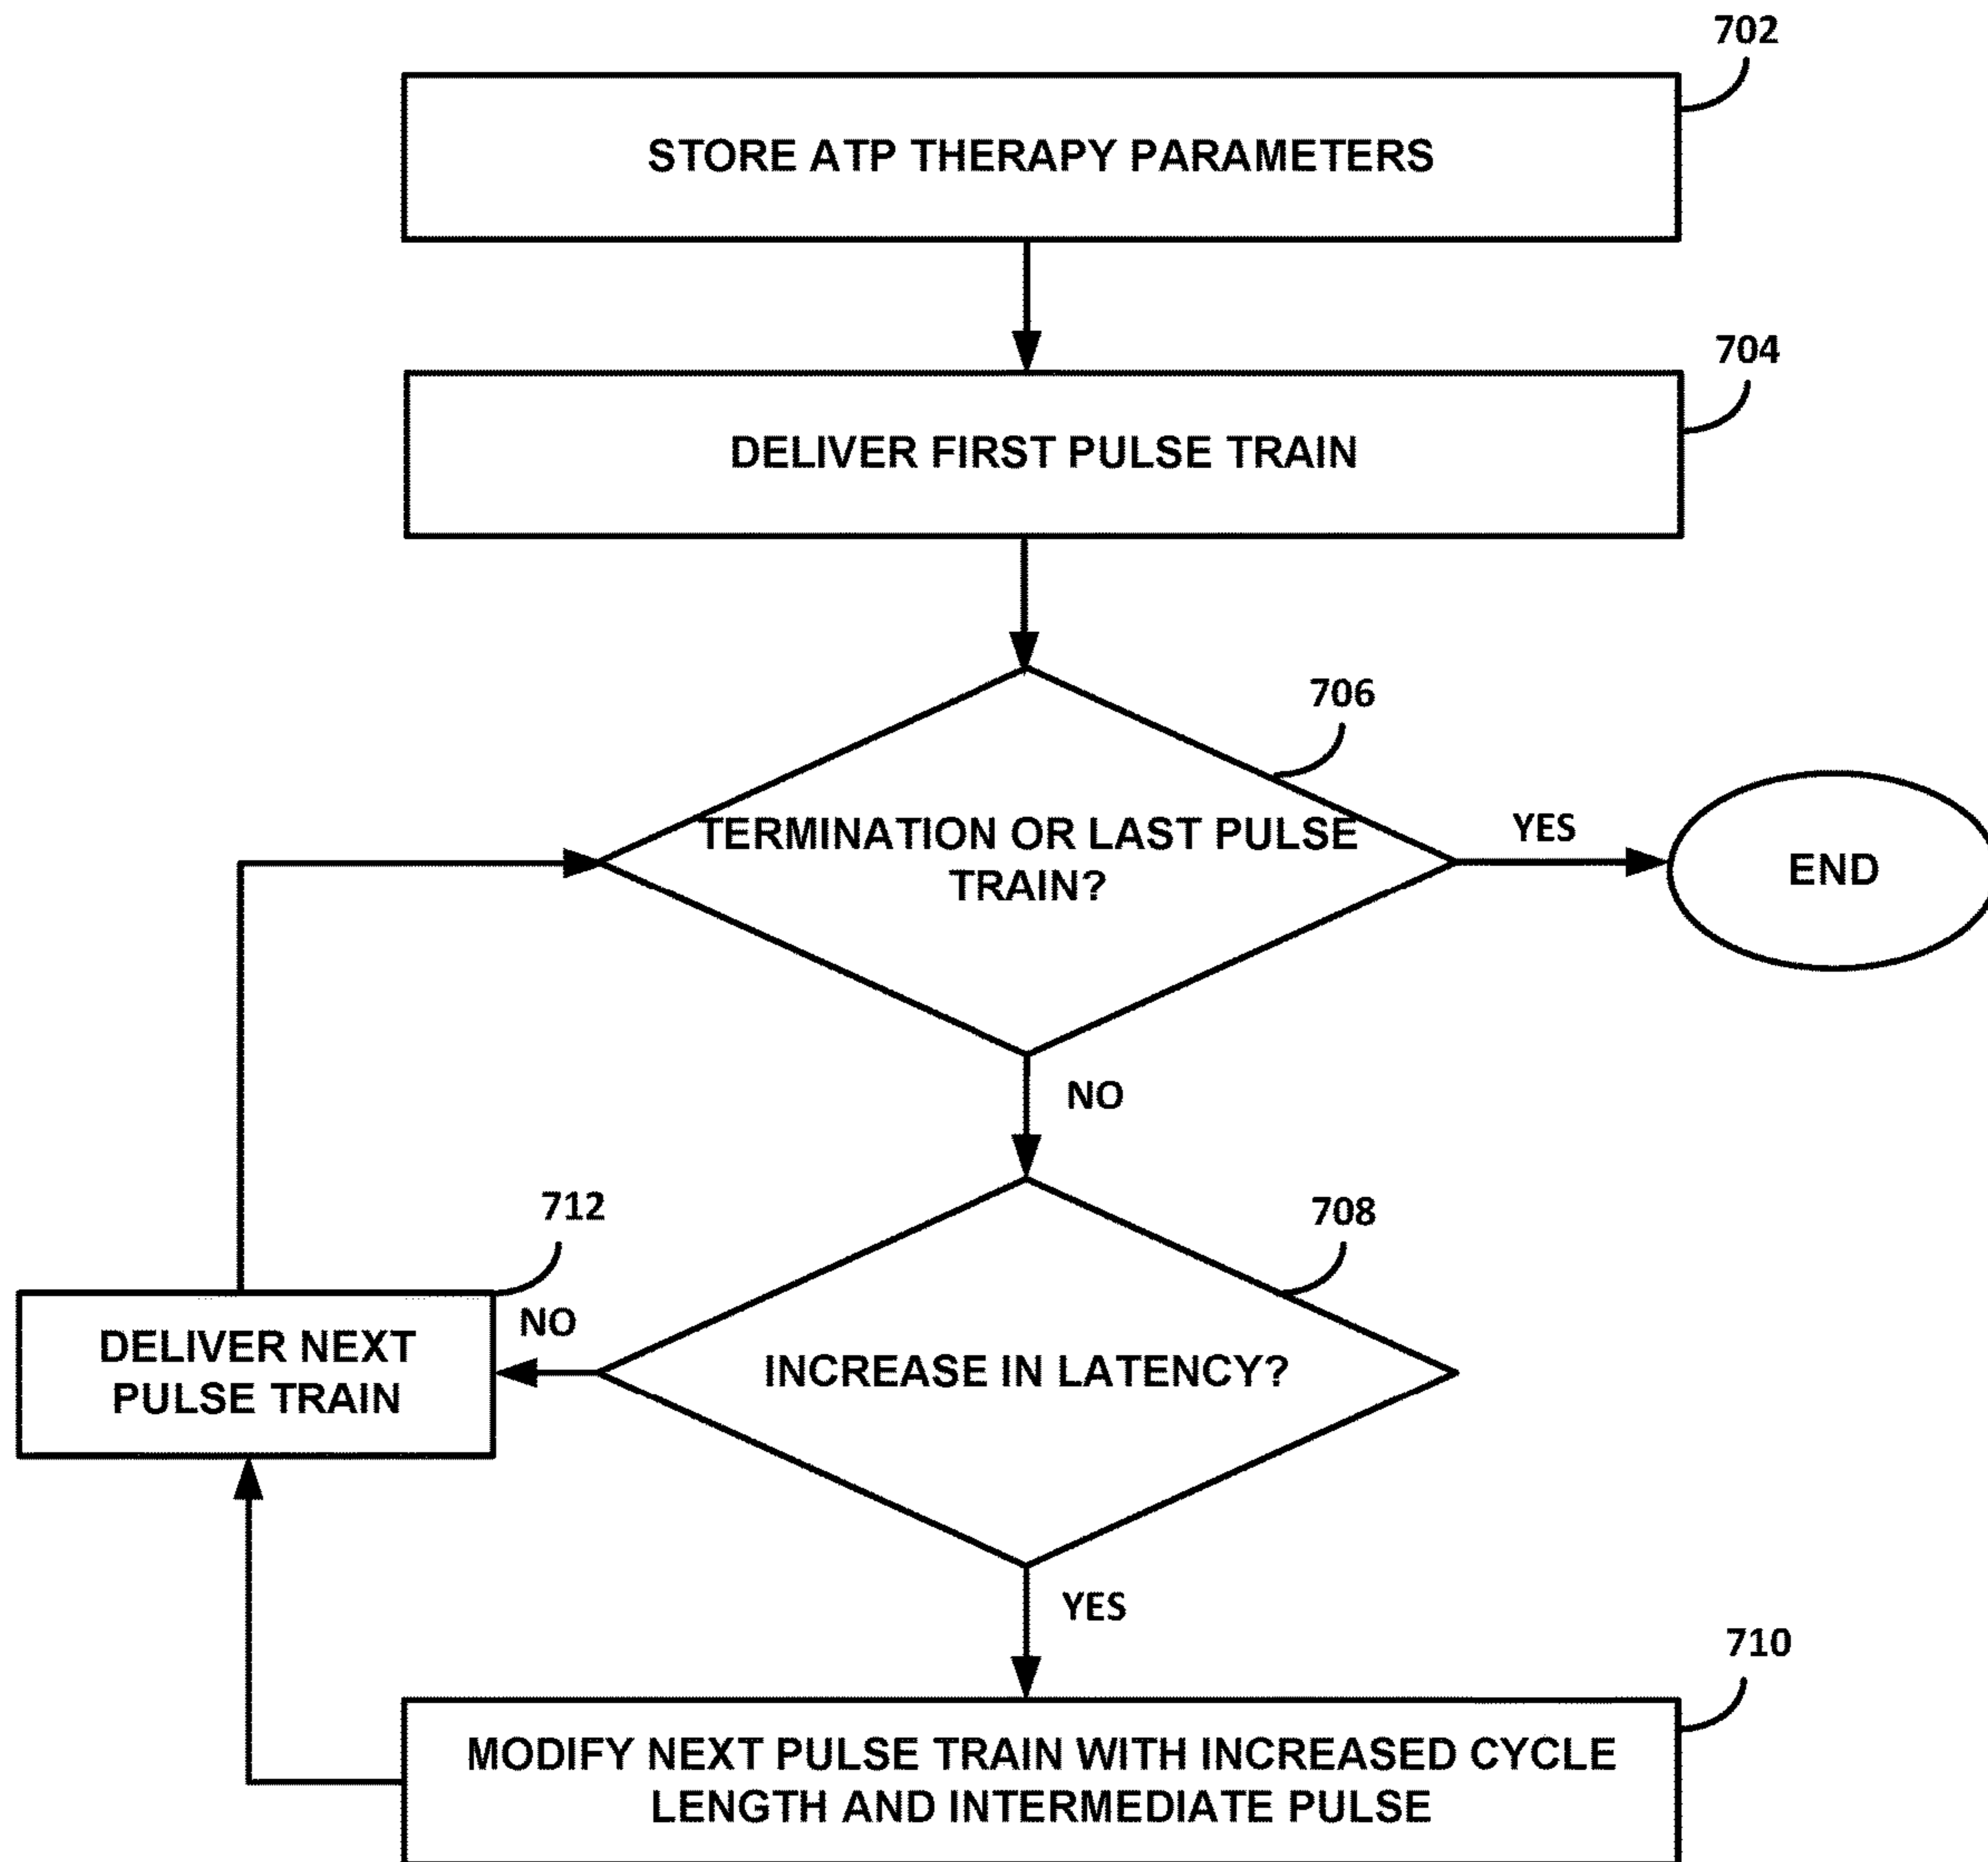 702
STORE ATP THERAPY PARAMETERS
704
DELIVER FIRST PULSE TRAIN
706
TERMINATION OR LAST PULSE
TRAIN?
YES
END
NO
712
708
DELIVER NEXT
PULSE TRAIN
NO
INCREASE IN LATENCY?
YES
710
MODIFY NEXT PULSE TRAIN WITH INCREASED CYCLE
LENGTH AND INTERMEDIATE PULSE